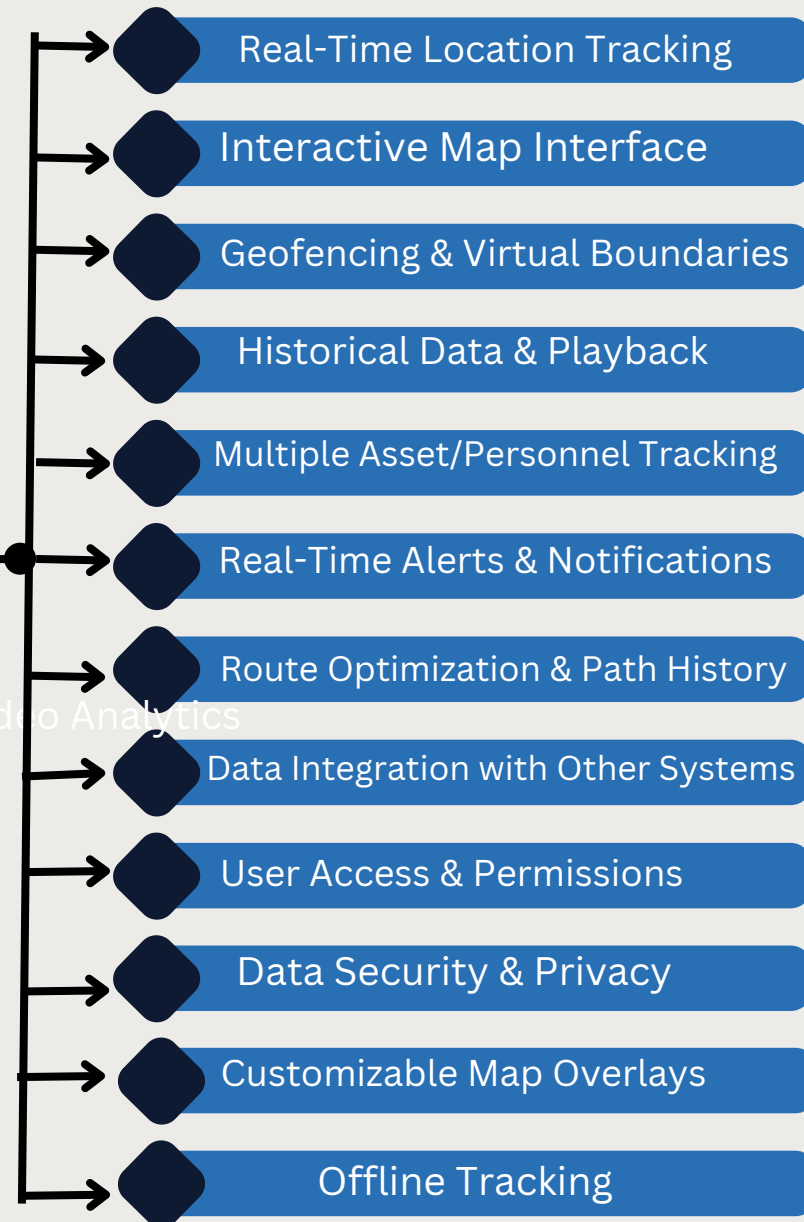 Real-Time Location Tracking
Interactive Map Interface
Geofencing & Virtual Boundaries
Historical Data & Playback
Multiple Asset/Personnel Tracking
Real-Time Alerts & Notifications
Route Optimization & Path History
deo Analytics
Data Integration with Other Systems
User Access & Permissions
Data Security & Privacy
Customizable Map Overlays
Offline Tracking